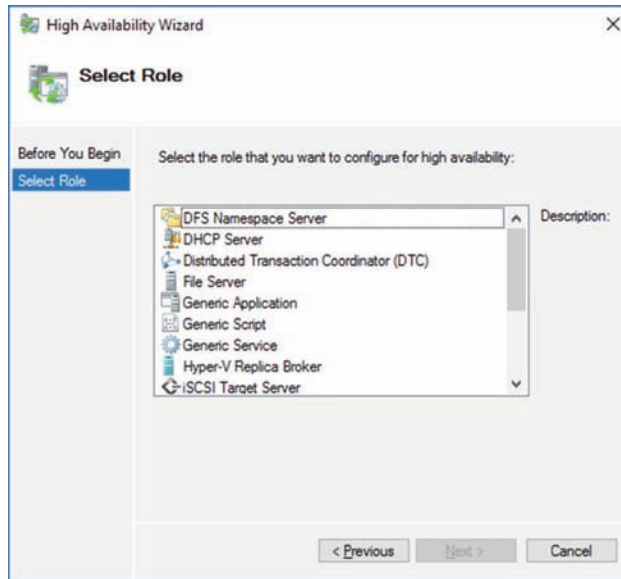 High Availability Wizard
Select Role
Before You Begin
Select Role
Select the role that you want to configure for high availability:
DFS Namespace Server
DHCP Server
Distributed Transaction Coordinator (DTC)
File Server
Generic Application
Generic Script
Generic Service
Hyper-V Replica Broker
iSCSI Target Server
Description:
< Previous
Next >
Cancel